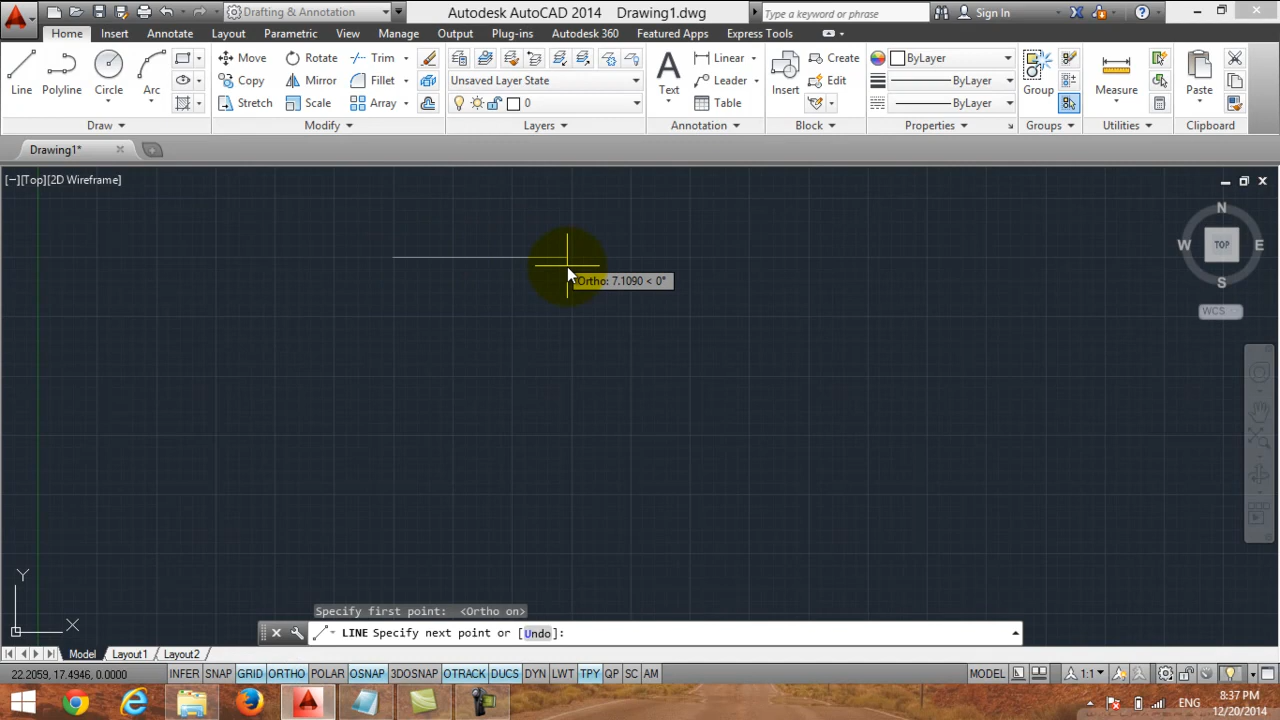 Drafting & Annotation
Autodesk AutoCAD 2014 Drawing1.dwg
Type a keyword or phrase
Sign In
Home Insert Annotate Layout Parametric View Manage Output Plug-ins Autodesk 360 Featured Apps Express Tools
Line Polyline Circle Arc
Move Rotate Trim
Copy Mirror Fillet
Stretch Scale Array
Unsaved Layer State
0
Text
Linear
Leader
Table
Insert
Create
Edit
ByLayer
ByLayer
ByLayer
Group
Measure
Paste
Draw Modify Layers Annotation Block Properties Groups Utilities Clipboard
Drawing1*
[−][Top][2D Wireframe]
N
W TOP E
S
WCS
Ortho: 7.1090 < 0°
Y
X
Specify first point: <Ortho on>
LINE Specify next point or [Undo]:
Model Layout1 Layout2
22.2059, 17.4946, 0.0000 INFER SNAP GRID ORTHO POLAR OSNAP 3DOSNAP OTRACK DUCS DYN LWT TPY QP SC AM MODEL 1:1
ENG
8:37 PM
12/20/2014